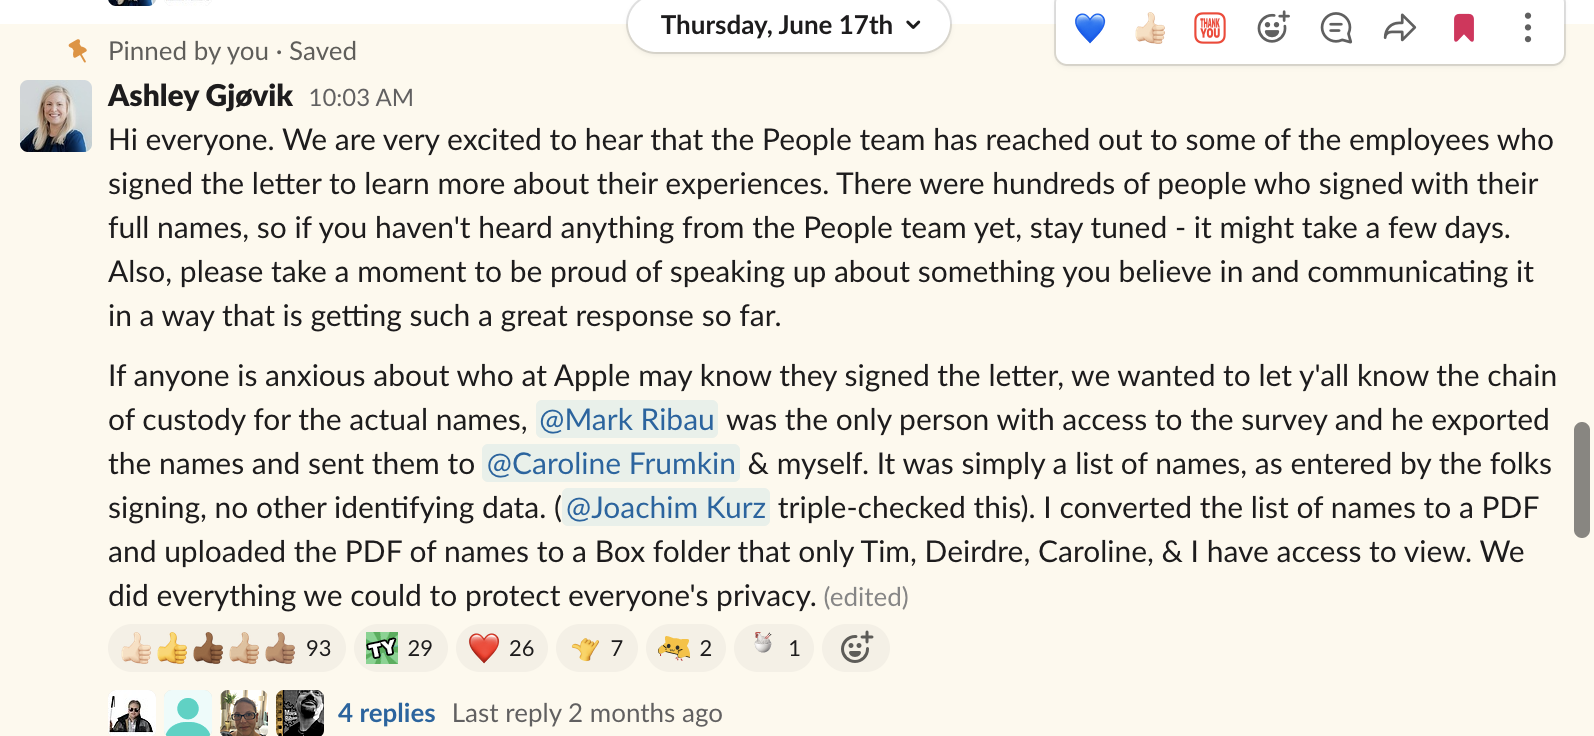 Thursday, June 17th
THANK YOU
Pinned by you · Saved
Ashley Gjøvik 10:03 AM
Hi everyone. We are very excited to hear that the People team has reached out to some of the employees who
signed the letter to learn more about their experiences. There were hundreds of people who signed with their
full names, so if you haven't heard anything from the People team yet, stay tuned - it might take a few days.
Also, please take a moment to be proud of speaking up about something you believe in and communicating it
in a way that is getting such a great response so far.
If anyone is anxious about who at Apple may know they signed the letter, we wanted to let y'all know the chain
of custody for the actual names, @Mark Ribau was the only person with access to the survey and he exported
the names and sent them to @Caroline Frumkin & myself. It was simply a list of names, as entered by the folks
signing, no other identifying data. (@Joachim Kurz triple-checked this). I converted the list of names to a PDF
and uploaded the PDF of names to a Box folder that only Tim, Deirdre, Caroline, & I have access to view. We
did everything we could to protect everyone's privacy. (edited)
93 TY 29 26 7 2 1
4 replies Last reply 2 months ago